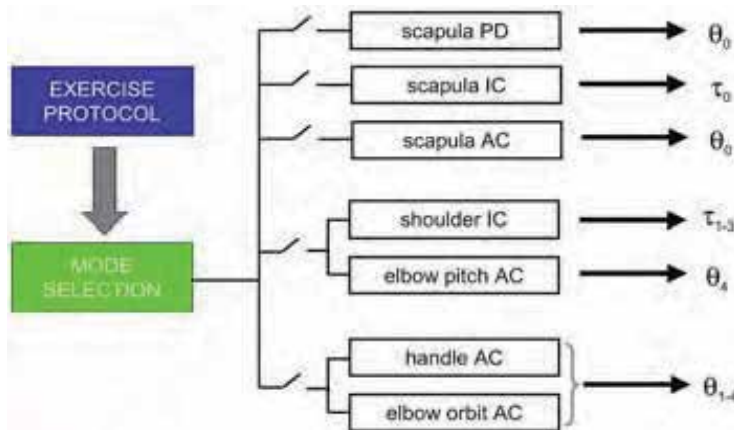 scapula PD
θ0
EXERCISE
PROTOCOL
scapula IC
τ0
scapula AC
θ0
shoulder IC
τ1-3
MODE
SELECTION
elbow pitch AC
θ4
handle AC
θ1-4
elbow orbit AC